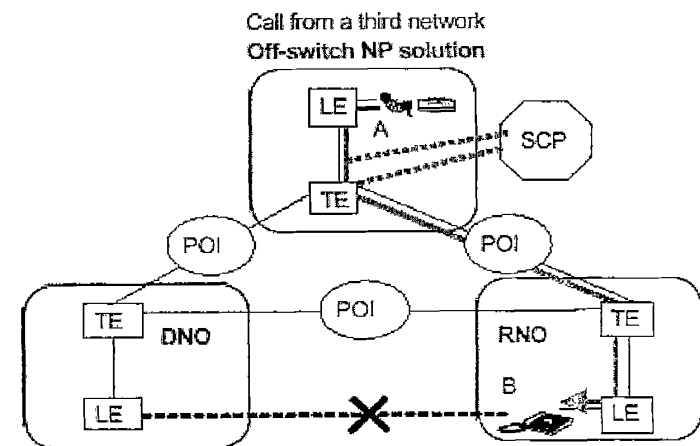 Call from a third network
Off-switch NP solution
LE
A
SCP
TE
POI
POI
POI
TE
DNO
RNO
TE
B
LE
LE